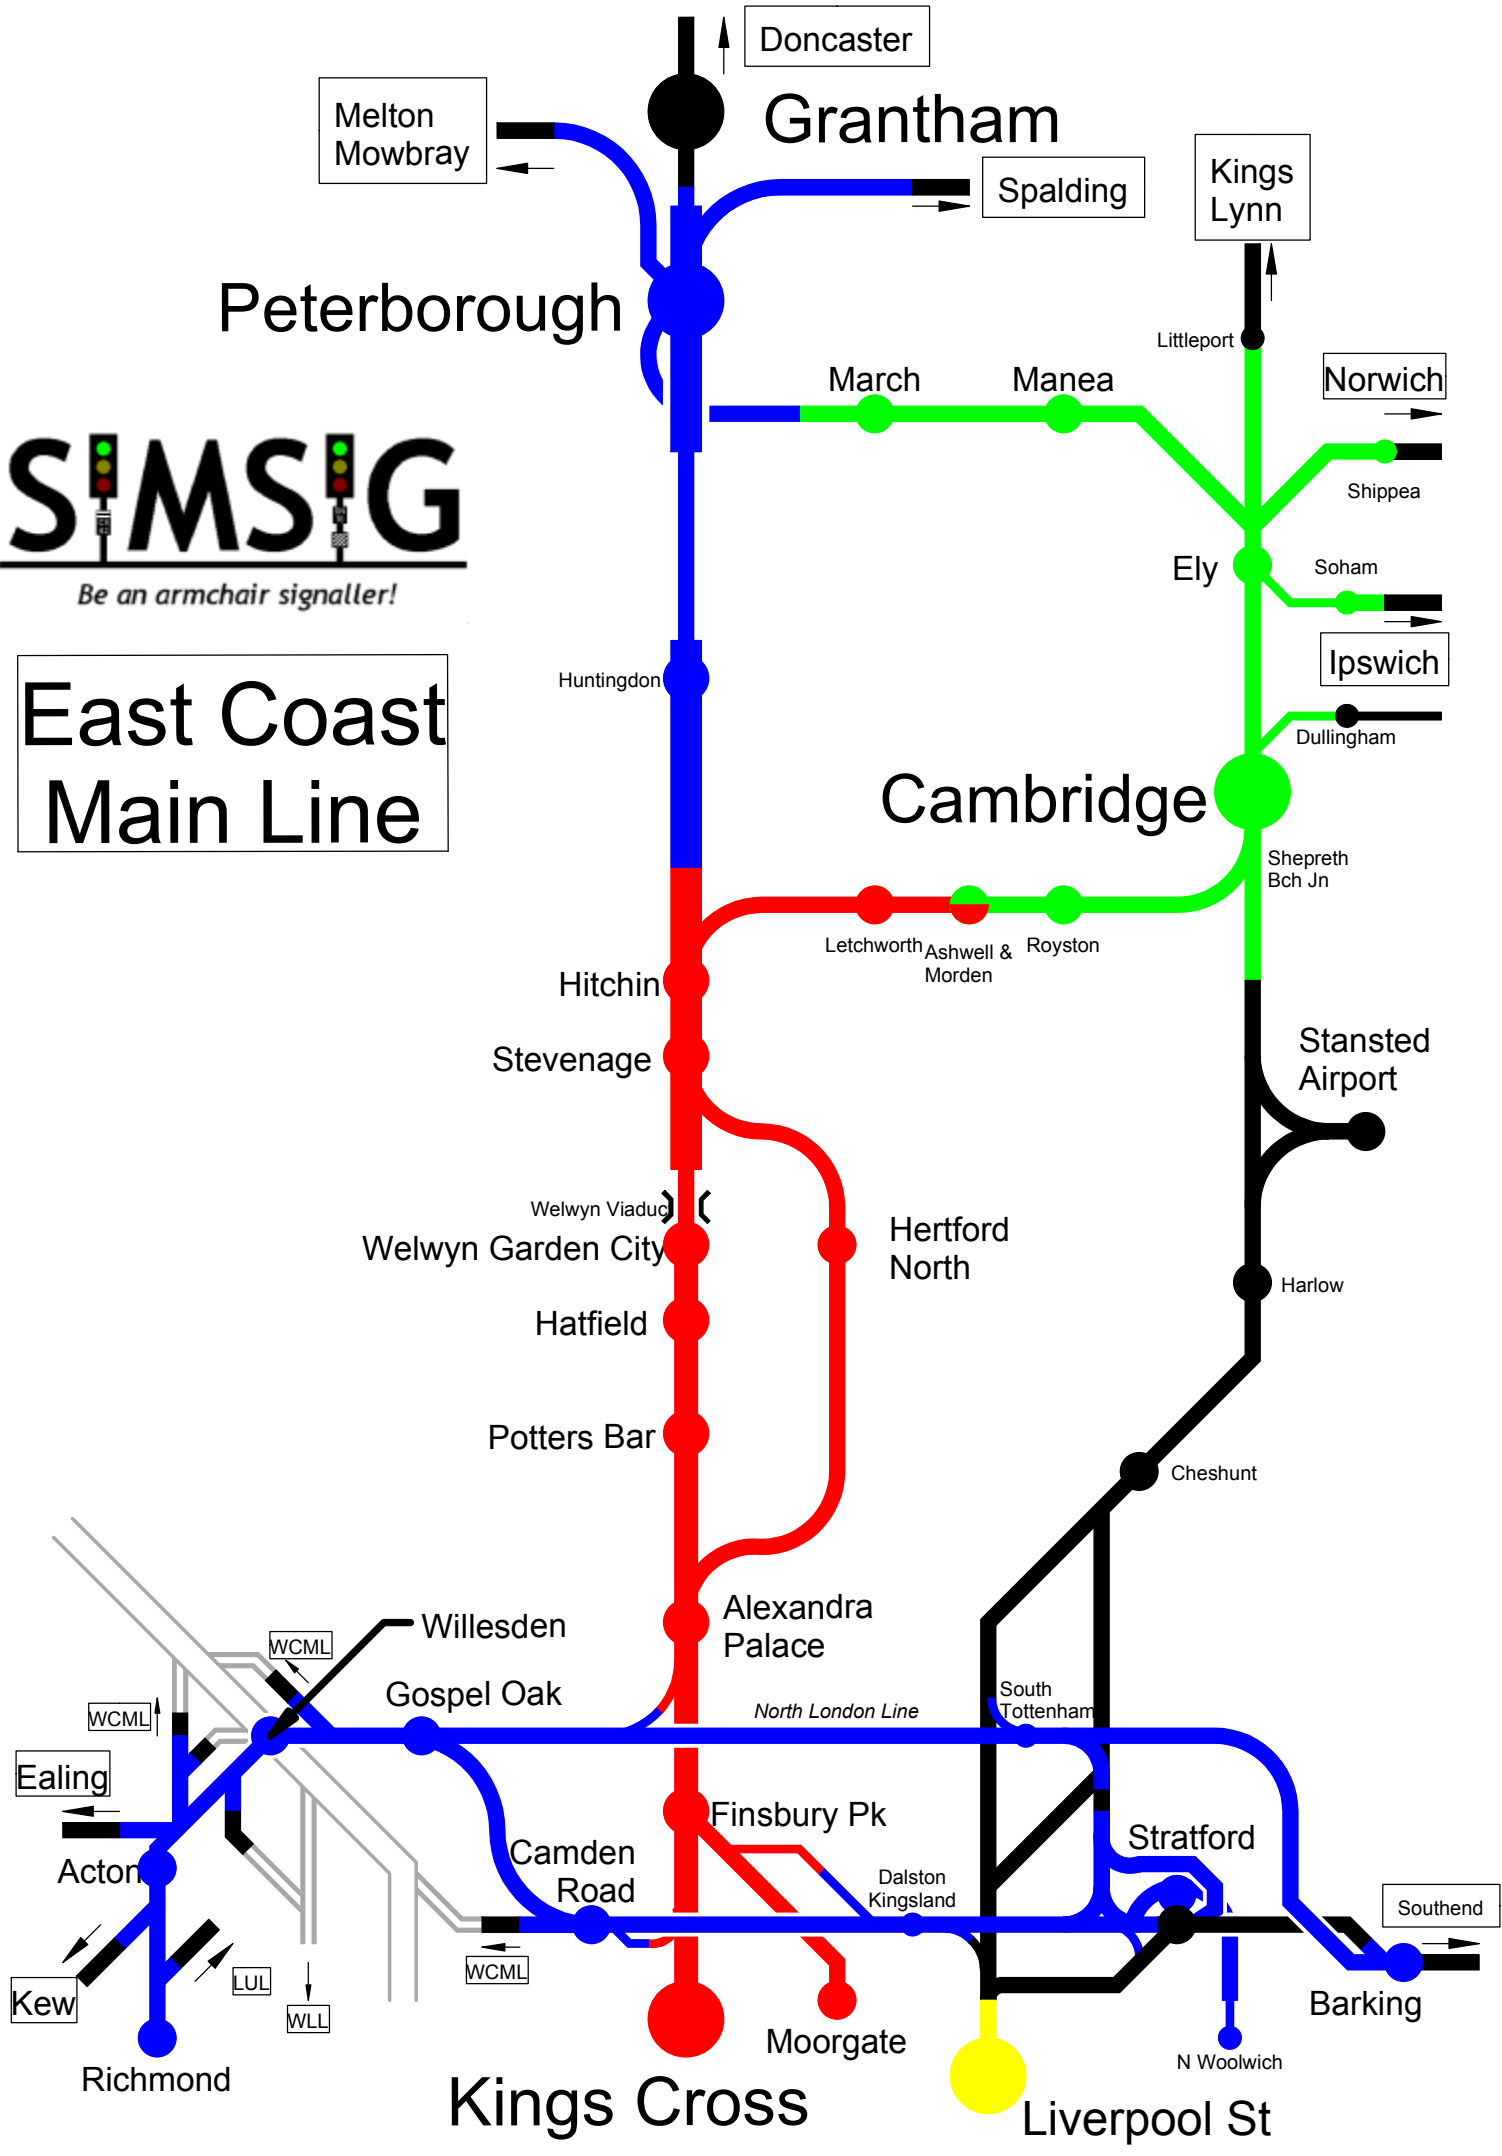 Doncaster
Grantham
Melton
Mowbray
Spalding
Kings
Lynn
Peterborough
Littleport
March
Manea
Norwich
SIMSIG
Be an armchair signaller!
Shippea
Ely
Soham
Ipswich
East Coast
Main Line
Huntingdon
Dullingham
Cambridge
Shepreth
Bch Jn
Letchworth
Ashwell &
Morden
Royston
Hitchin
Stevenage
Stansted
Airport
Welwyn Viaduc
Welwyn Garden City
Hertford
North
Harlow
Hatfield
Potters Bar
Cheshunt
Alexandra
Palace
Willesden
WCML
Gospel Oak
WCML
North London Line
South
Tottenham
Ealing
Finsbury Pk
Stratford
Acton
Camden
Road
Dalston
Kingsland
Southend
WCML
LUL
Kew
WLL
Barking
Moorgate
N Woolwich
Richmond
Kings Cross
Liverpool St